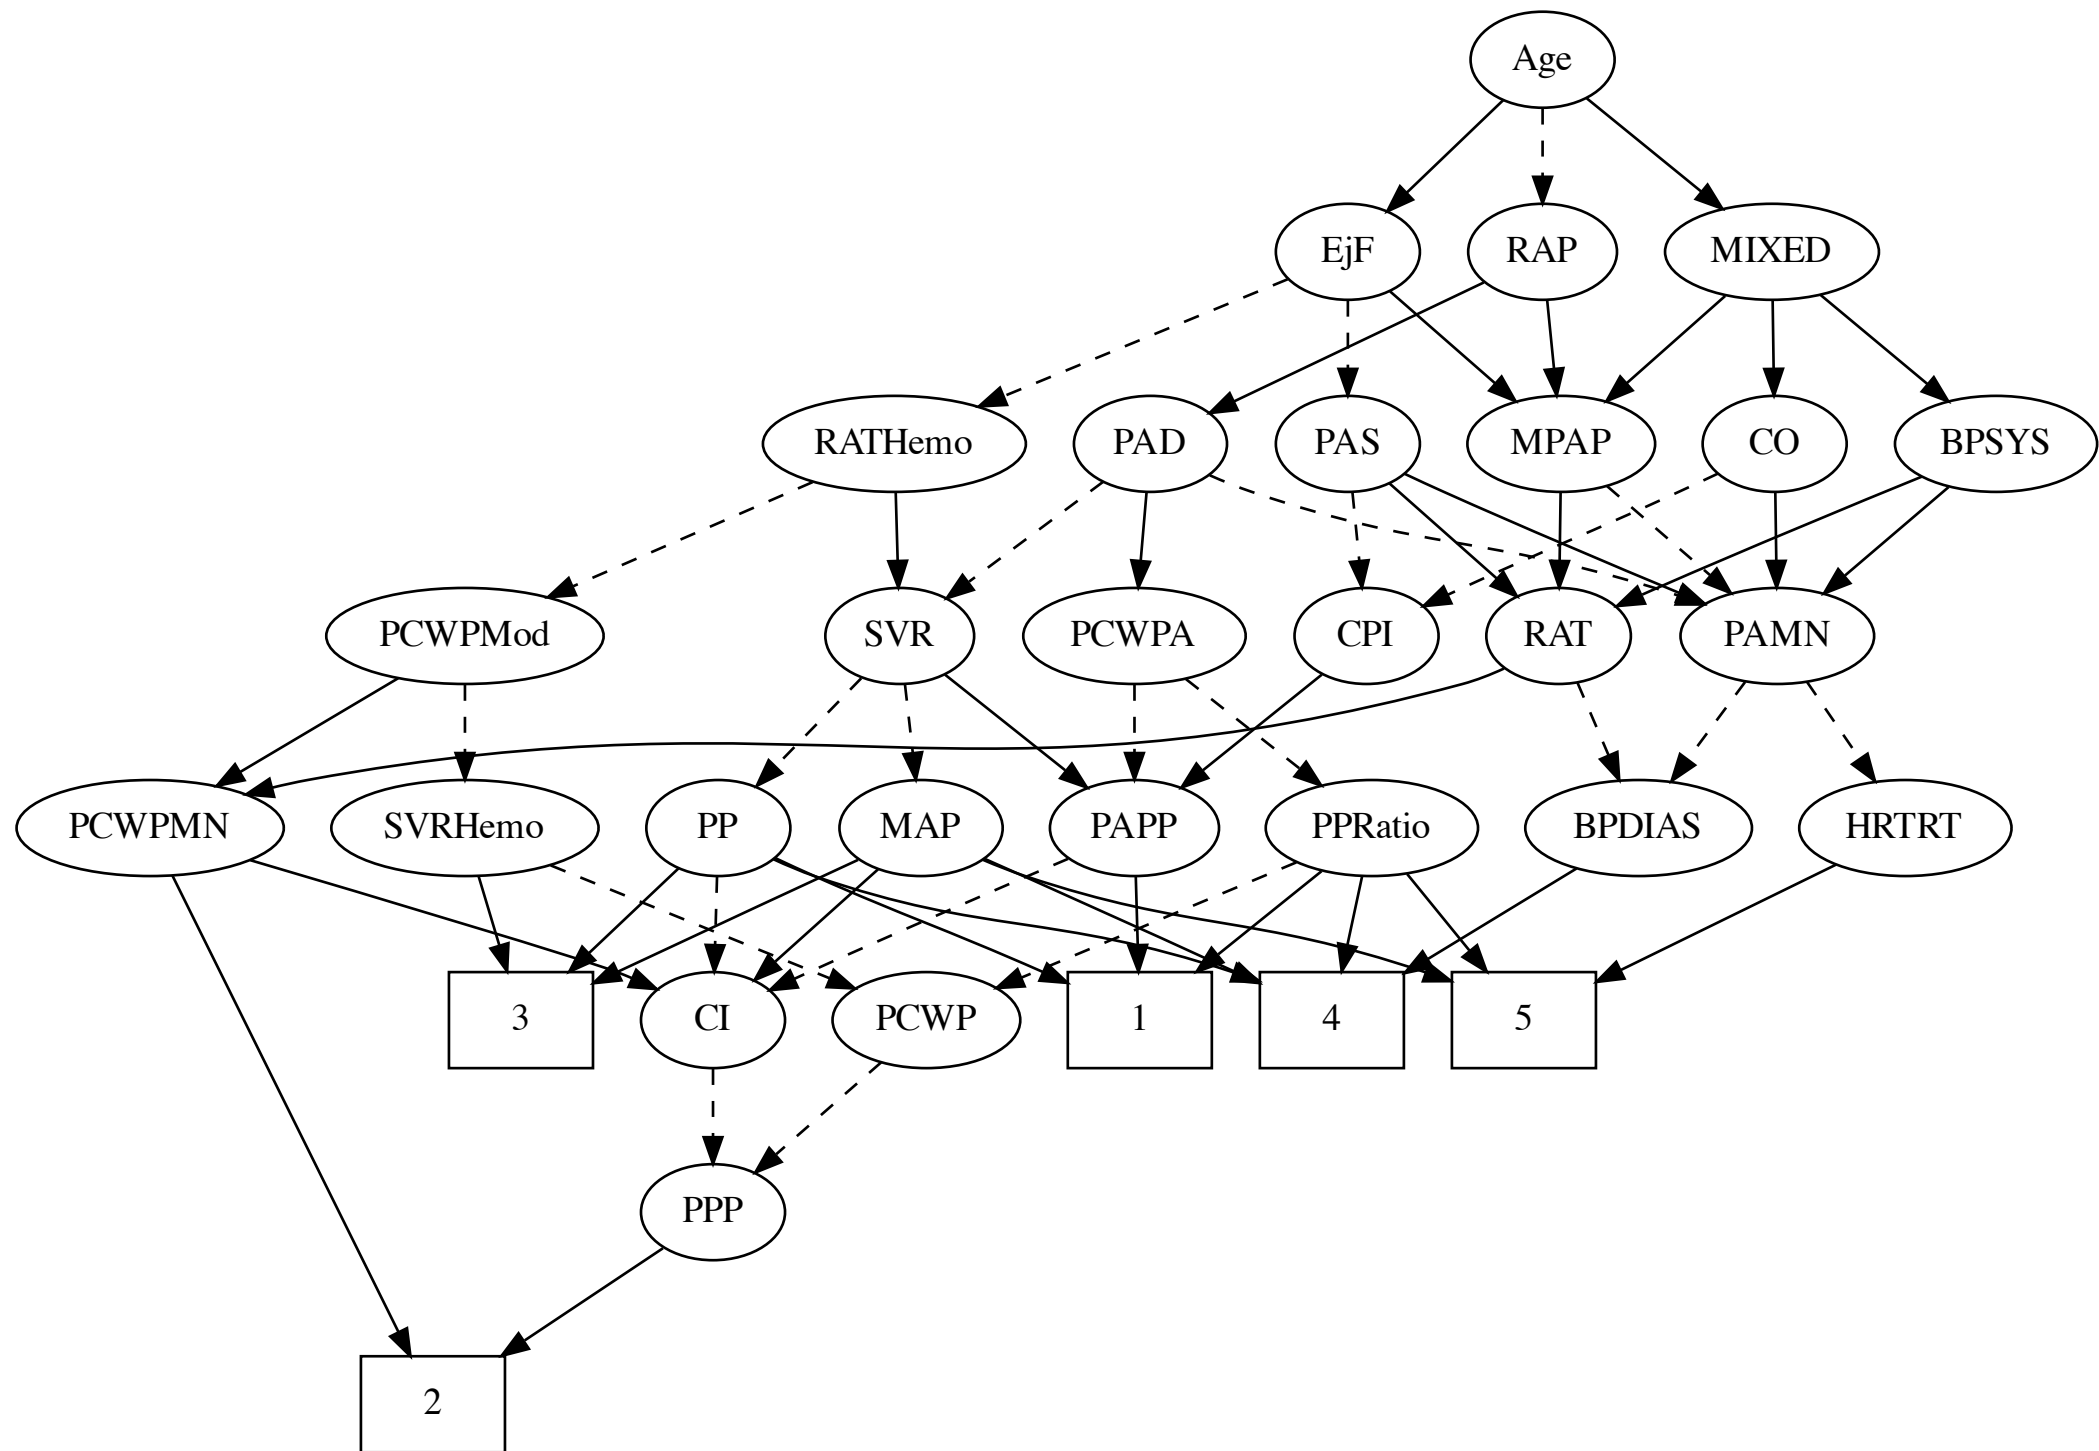 Age
EjF
RAP
MIXED
RATHemo
PAD
PAS
MPAP
CO
BPSYS
PCWPMod
SVR
PCWPA
CPI
RAT
PAMN
PCWPMN
SVRHemo
PP
MAP
PAPP
PPRatio
BPDIAS
HRTRT
3
CI
PCWP
1
4
5
PPP
2